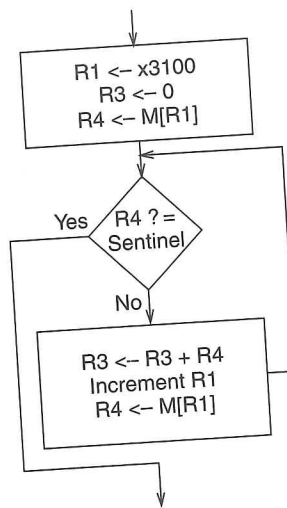 R1 <– x3100
R3 <– 0
R4 <– M[R1]
R4 ? =
Sentinel
Yes
No
R3 <– R3 + R4
Increment R1
R4 <– M[R1]